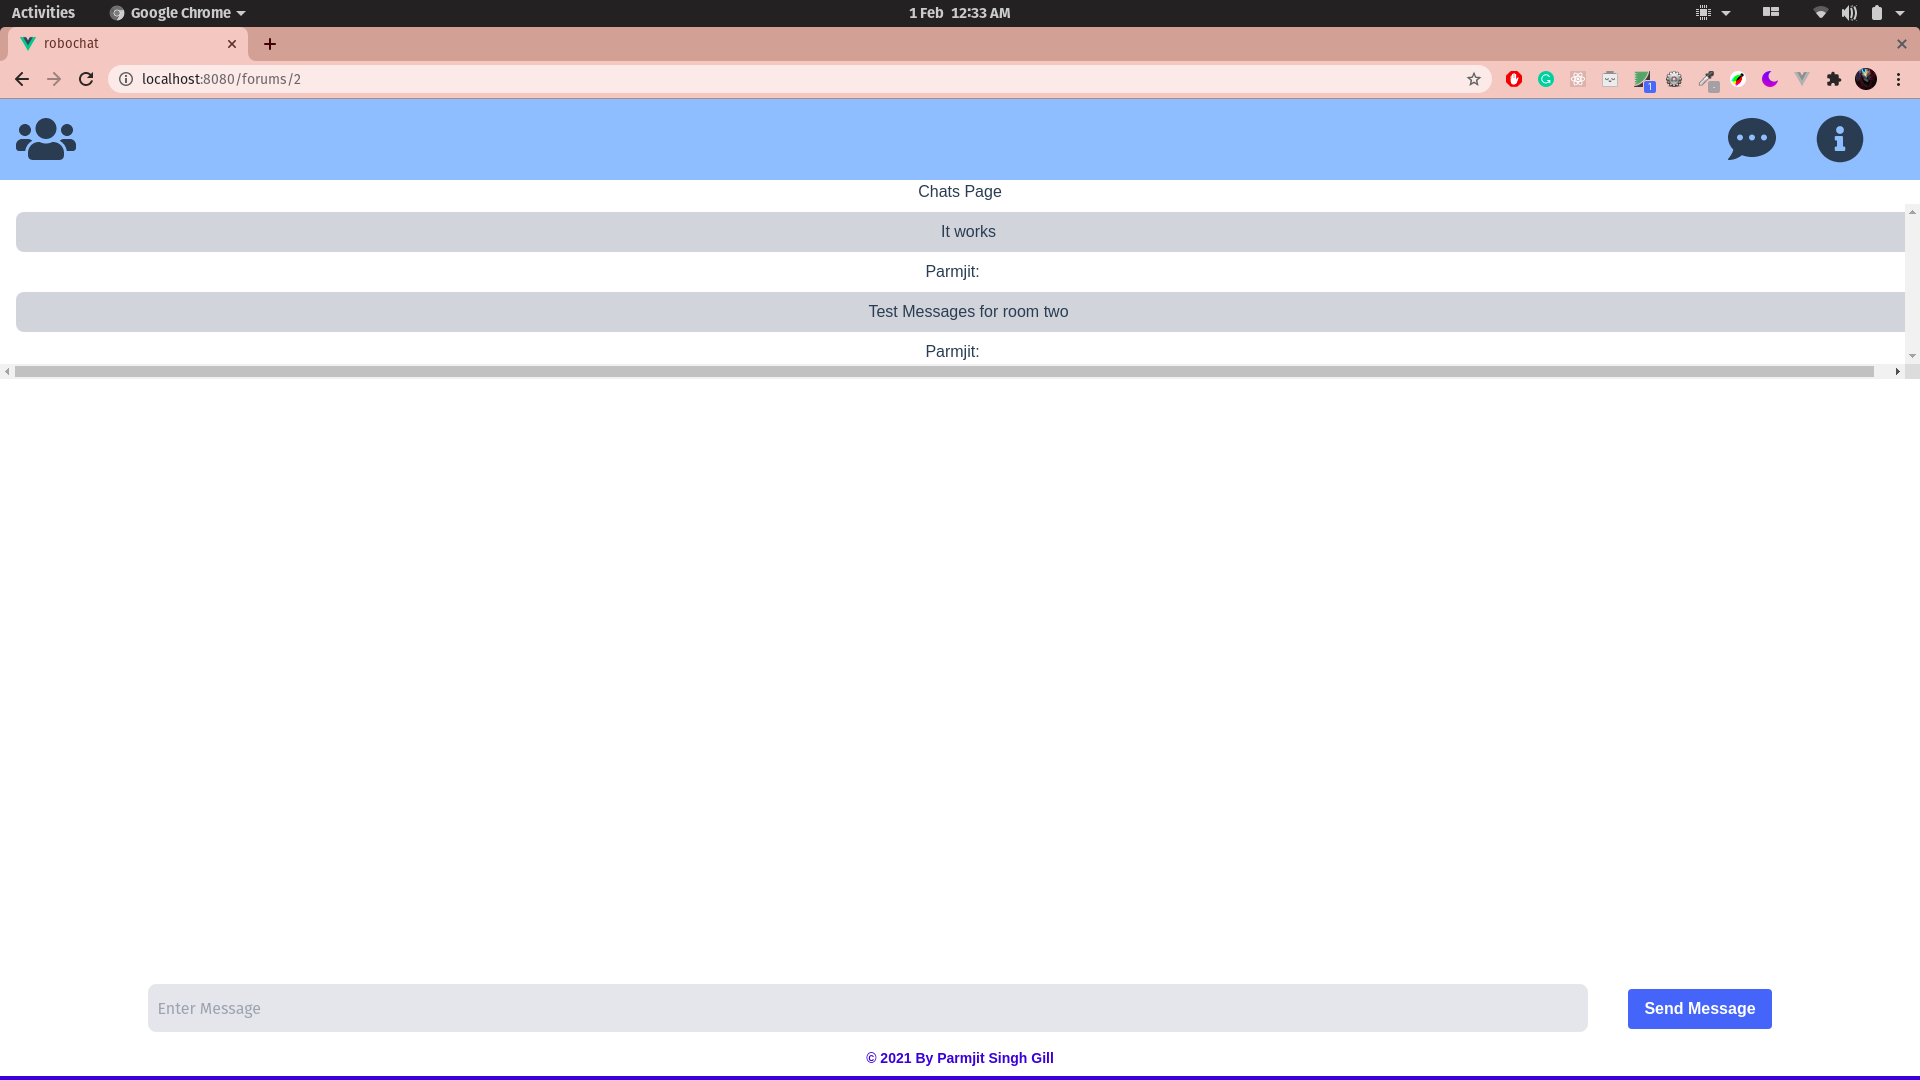 Activities Google Chrome 1 Feb 12:33 AM
robochat
localhost:8080/forums/2
1
Chats Page
It works
Parmjit:
Test Messages for room two
Parmjit:
Enter Message
Send Message
© 2021 By Parmjit Singh Gill